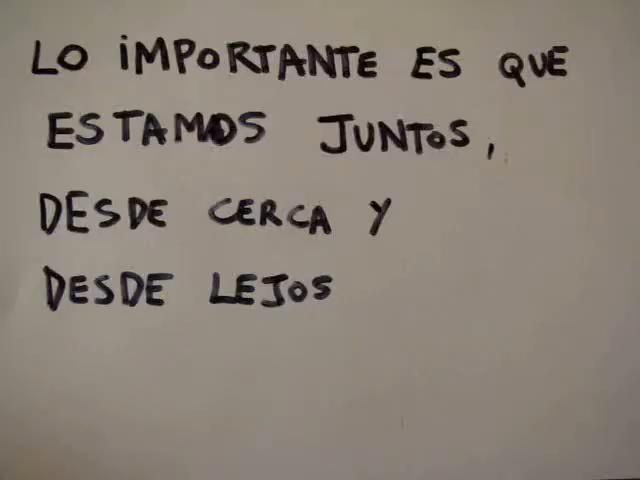 LO IMPORTANTE ES QUE
ESTAMOS JUNTOS,
DESDE CERCA Y
DESDE LEJOS